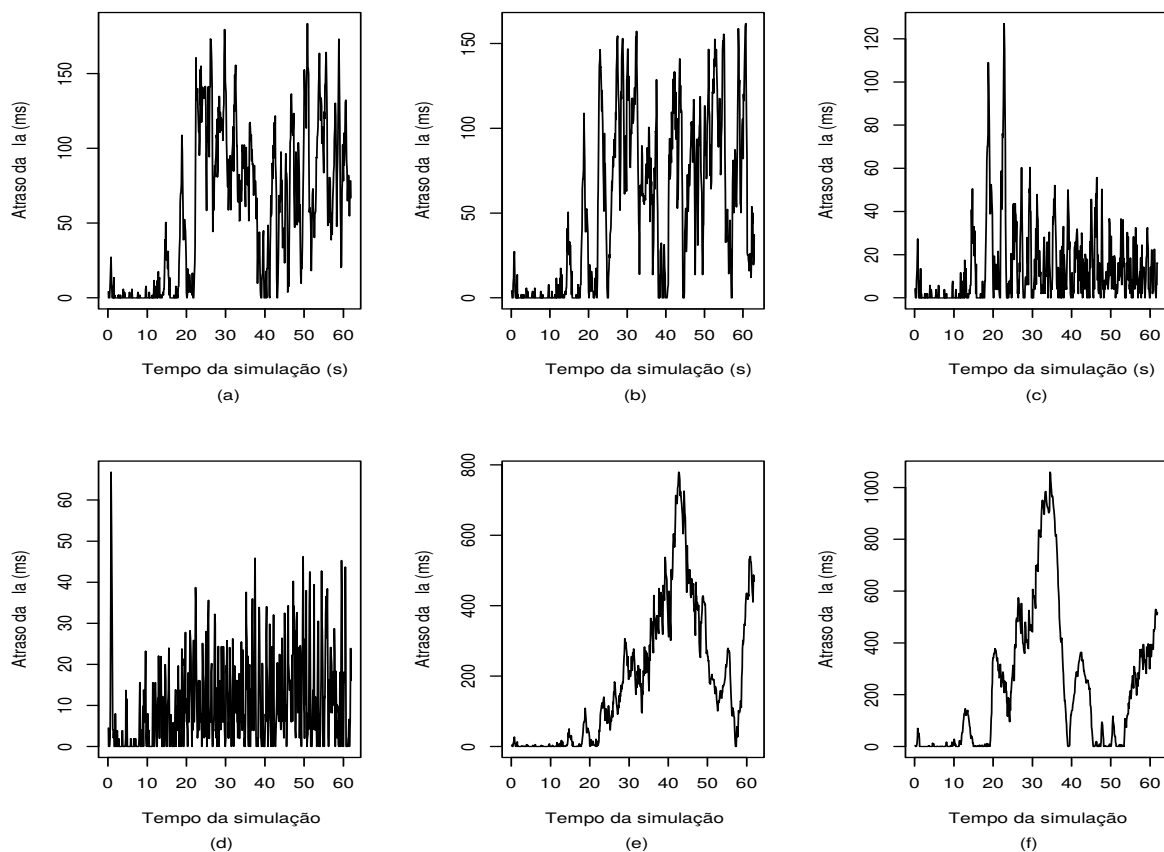 Atraso da la (ms)
0 50 100 150
0 10 20 30 40 50 60
Tempo da simulação (s)
(a)
Atraso da la (ms)
0 50 100 150
0 10 20 30 40 50 60
Tempo da simulação (s)
(b)
Atraso da la (ms)
0 20 40 60 80 100 120
0 10 20 30 40 50 60
Tempo da simulação (s)
(c)
Atraso da la (ms)
0 10 20 30 40 50 60
0 10 20 30 40 50 60
Tempo da simulação
(d)
Atraso da la (ms)
0 200 400 600 800
0 10 20 30 40 50 60
Tempo da simulação
(e)
Atraso da la (ms)
0 200 400 600 800 1000
0 10 20 30 40 50 60
Tempo da simulação
(f)